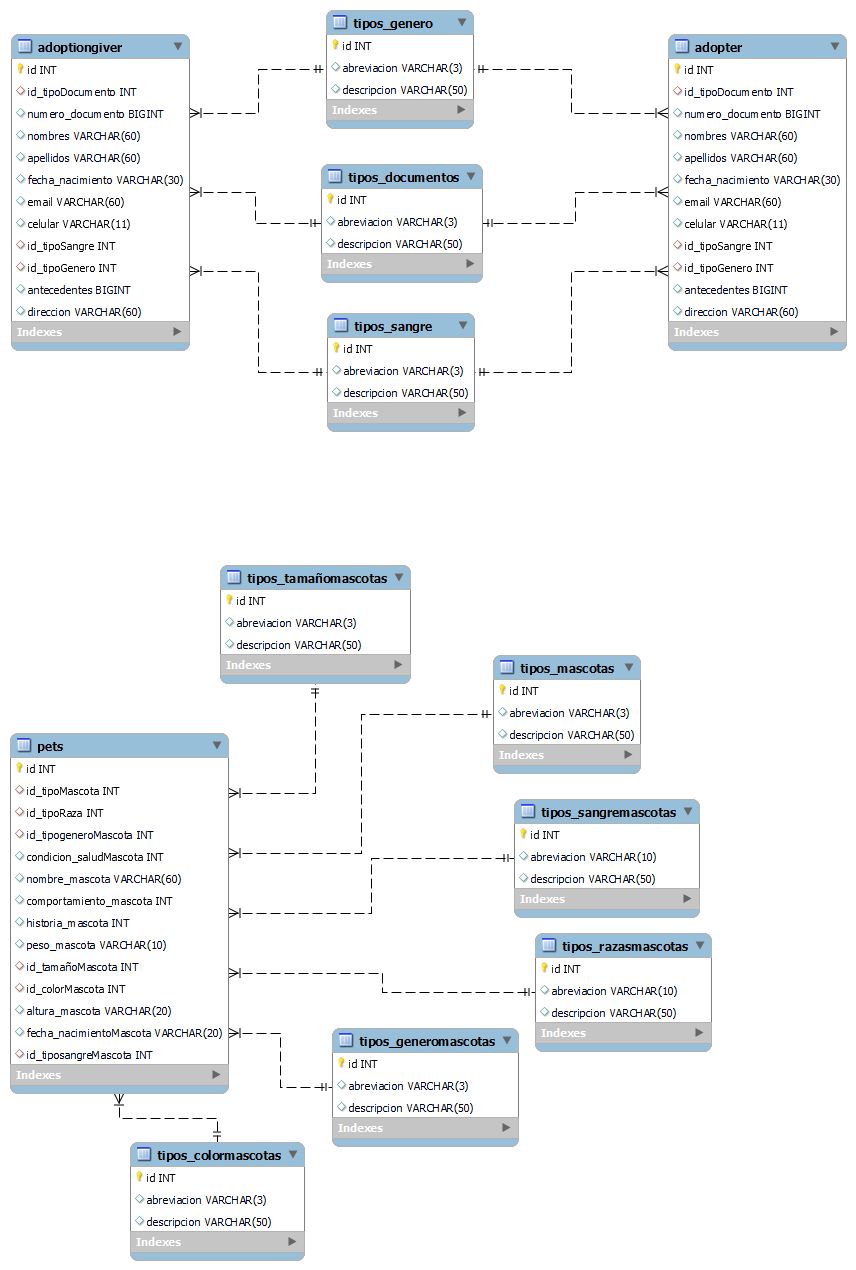 adoptiongiver
id INT
id_tipoDocumento INT
numero_documento BIGINT
nombres VARCHAR(60)
apellidos VARCHAR(60)
fecha_nacimiento VARCHAR(30)
email VARCHAR(60)
celular VARCHAR(11)
id_tipoSangre INT
id_tipoGenero INT
antecedentes BIGINT
direccion VARCHAR(60)
Indexes
tipos_genero
id INT
abreviacion VARCHAR(3)
descripcion VARCHAR(50)
Indexes
tipos_documentos
id INT
abreviacion VARCHAR(3)
descripcion VARCHAR(50)
Indexes
tipos_sangre
id INT
abreviacion VARCHAR(3)
descripcion VARCHAR(50)
Indexes
adopter
id INT
id_tipoDocumento INT
numero_documento BIGINT
nombres VARCHAR(60)
apellidos VARCHAR(60)
fecha_nacimiento VARCHAR(30)
email VARCHAR(60)
celular VARCHAR(11)
id_tipoSangre INT
id_tipoGenero INT
antecedentes BIGINT
direccion VARCHAR(60)
Indexes
tipos_tamañomascotas
id INT
abreviacion VARCHAR(3)
descripcion VARCHAR(50)
Indexes
tipos_mascotas
id INT
abreviacion VARCHAR(3)
descripcion VARCHAR(50)
Indexes
pets
id INT
id_tipoMascota INT
id_tipoRaza INT
id_tipogeneroMascota INT
condicion_saludMascota INT
nombre_mascota VARCHAR(60)
comportamiento_mascota INT
historia_mascota INT
peso_mascota VARCHAR(10)
id_tamañoMascota INT
id_colorMascota INT
altura_mascota VARCHAR(20)
fecha_nacimientoMascota VARCHAR(20)
id_tiposangreMascota INT
Indexes
tipos_sangremascotas
id INT
abreviacion VARCHAR(10)
descripcion VARCHAR(50)
Indexes
tipos_razasmascotas
id INT
abreviacion VARCHAR(10)
descripcion VARCHAR(50)
Indexes
tipos_generomascotas
id INT
abreviacion VARCHAR(3)
descripcion VARCHAR(50)
Indexes
tipos_colormascotas
id INT
abreviacion VARCHAR(3)
descripcion VARCHAR(50)
Indexes